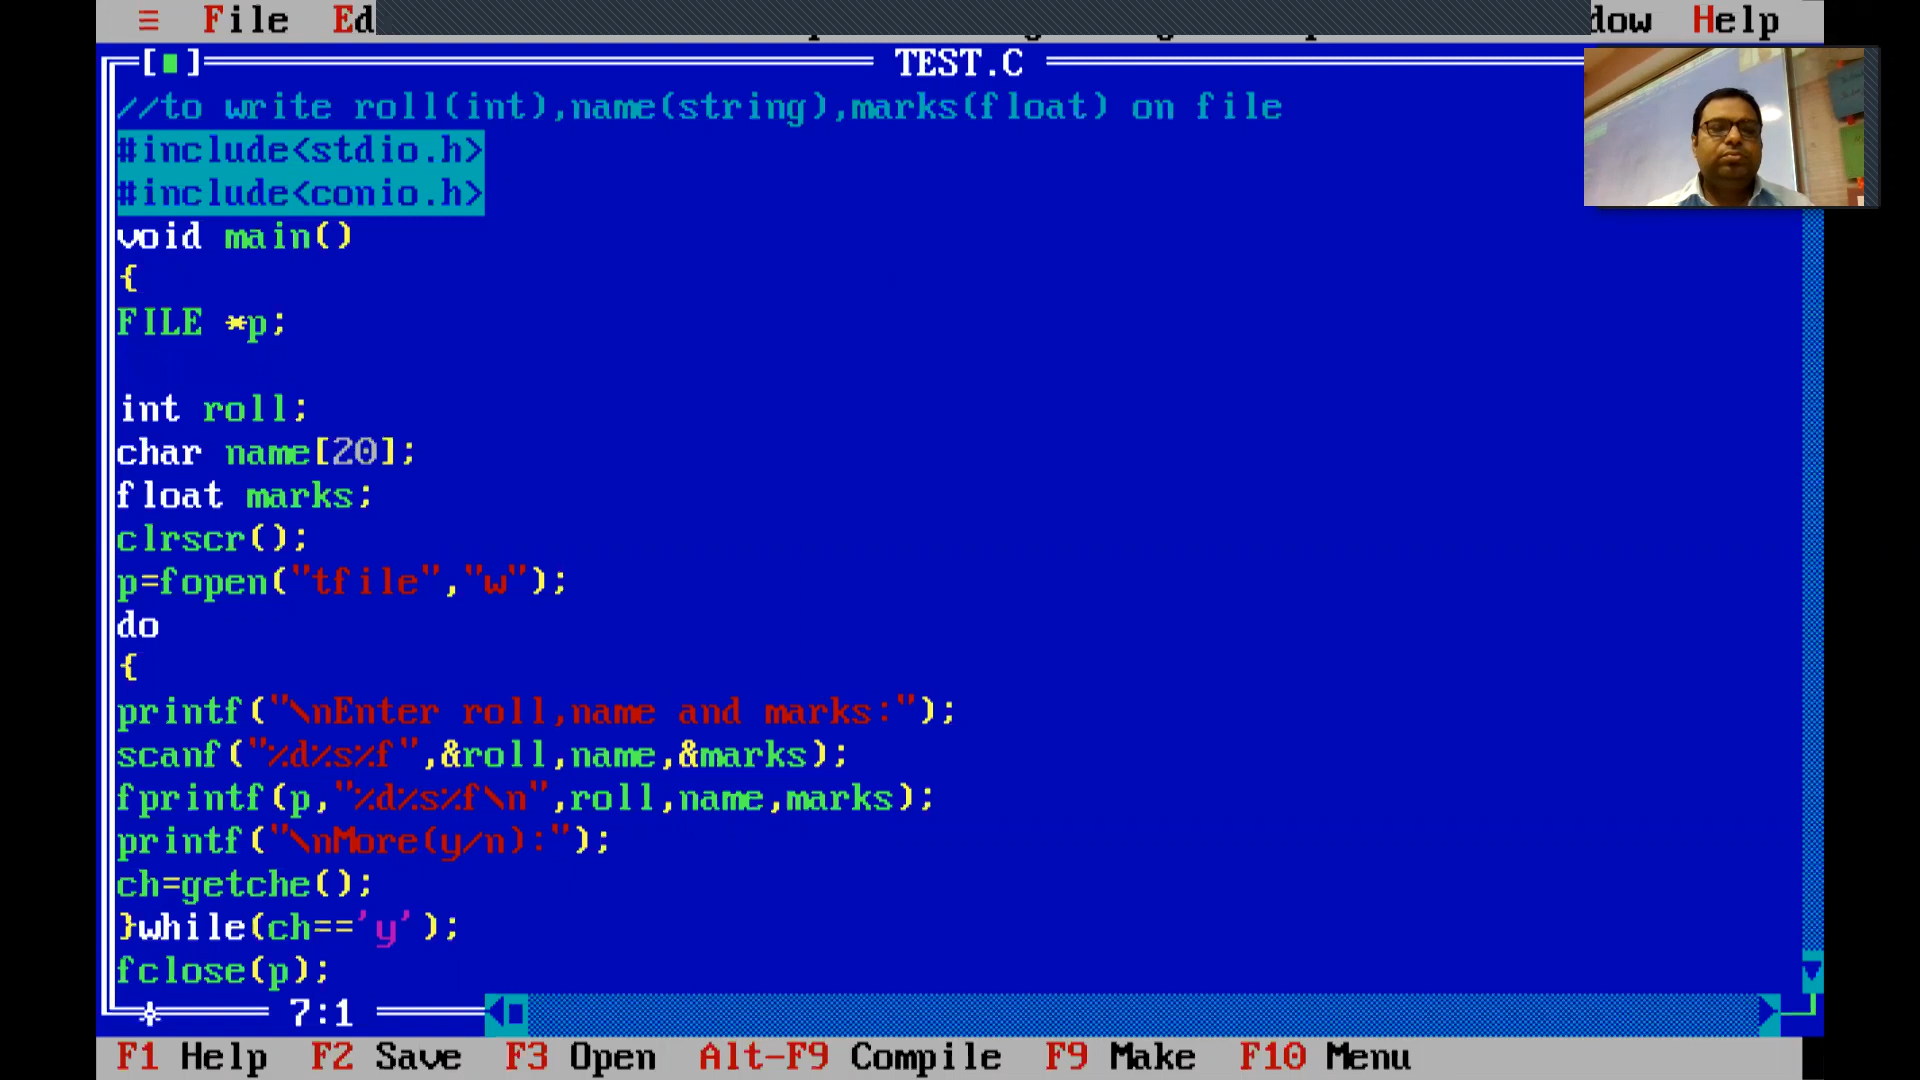 ≡ File Ed dow Help
[■] TEST.C
//to write roll(int),name(string),marks(float) on file
#include<stdio.h>
#include<conio.h>
void main()
{
FILE *p;
int roll;
char name[20];
float marks;
clrscr();
p=fopen("tfile","w");
do
{
printf("\nEnter roll,name and marks:");
scanf("%d%s%f",&roll,name,&marks);
fprintf(p,"%d%s%f\n",roll,name,marks);
printf("\nMore(y/n):");
ch=getche();
}while(ch=='y');
fclose(p);
7:1
F1 Help F2 Save F3 Open Alt-F9 Compile F9 Make F10 Menu